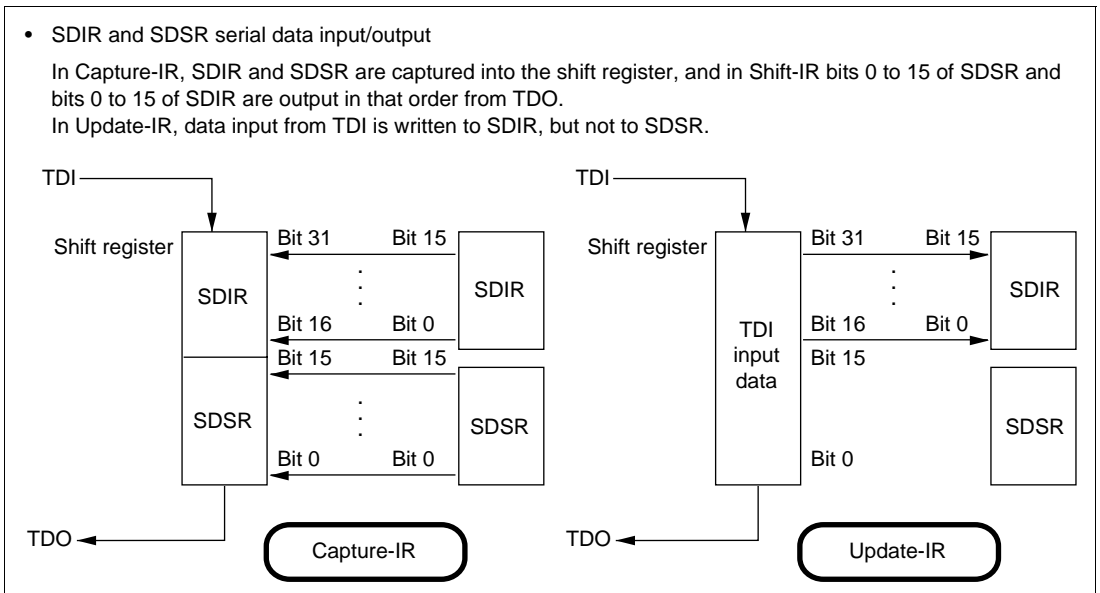 • SDIR and SDSR serial data input/output
In Capture-IR, SDIR and SDSR are captured into the shift register, and in Shift-IR bits 0 to 15 of SDSR and
bits 0 to 15 of SDIR are output in that order from TDO.
In Update-IR, data input from TDI is written to SDIR, but not to SDSR.
TDI
Shift register
SDIR
SDSR
Bit 31 Bit 15
Bit 16 Bit 0
Bit 15 Bit 15
Bit 0 Bit 0
SDIR
SDSR
TDO
Capture-IR
TDI
Shift register
TDI
input
data
Bit 31 Bit 15
Bit 16 Bit 0
Bit 15
Bit 0
SDIR
SDSR
TDO
Update-IR